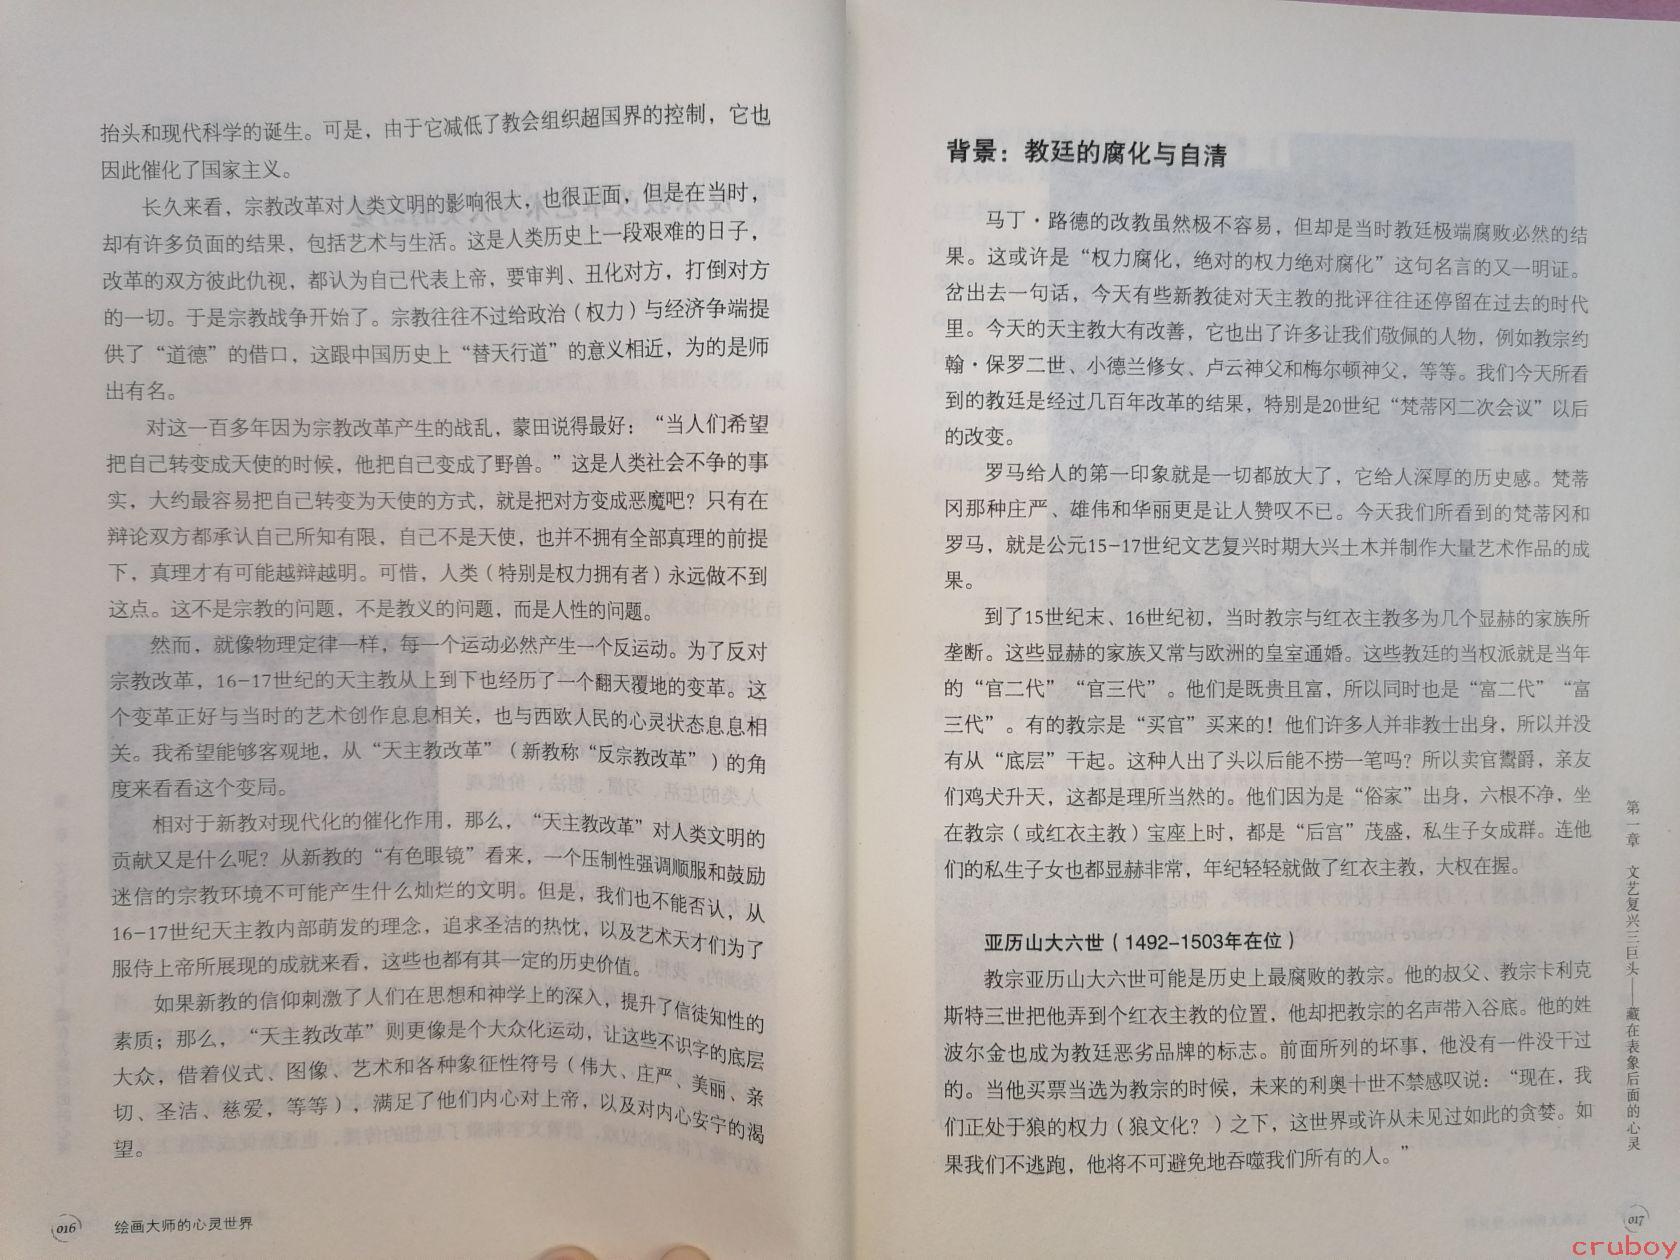 抬头和现代科学的诞生。可是，由于它减低了教会组织超国界的控制，它也
因此催化了国家主义。
长久来看，宗教改革对人类文明的影响很大，也很正面，但是在当时，
却有许多负面的结果，包括艺术与生活。这是人类历史上一段艰难的日子，
改革的双方彼此仇视，都认为自己代表上帝，要审判、丑化对方，打倒对方
的一切。于是宗教战争开始了。宗教往往不过给政治（权力）与经济争端提
供了“道德”的借口，这跟中国历史上“替天行道”的意义相近，为的是师
出有名。
对这一百多年因为宗教改革产生的战乱，蒙田说得最好：“当人们希望
把自己转变成天使的时候，他把自己变成了野兽。”这是人类社会不争的事
实，大约最容易把自己转变为天使的方式，就是把对方变成恶魔吧？只有在
辩论双方都承认自己所知有限，自己不是天使，也并不拥有全部真理的前提
下，真理才有可能越辩越明。可惜，人类（特别是权力拥有者）永远做不到
这点。这不是宗教的问题，不是教义的问题，而是人性的问题。
然而，就像物理定律一样，每一个运动必然产生一个反运动。为了反对
宗教改革，16-17世纪的天主教从上到下也经历了一个翻天覆地的变革。这
个变革正好与当时的艺术创作息息相关，也与西欧人民的心灵状态息息相
关。我希望能够客观地，从“天主教改革”（新教称“反宗教改革”）的角
度来看看这个变局。
相对于新教对现代化的催化作用，那么，“天主教改革”对人类文明的
贡献又是什么呢？从新教的“有色眼镜”看来，一个压制性强调顺服和鼓励
迷信的宗教环境不可能产生什么灿烂的文明。但是，我们也不能否认，从
16-17世纪天主教内部萌发的理念，追求圣洁的热忱，以及艺术天才们为了
服侍上帝所展现的成就来看，这些也都有其一定的历史价值。
如果新教的信仰刺激了人们在思想和神学上的深入，提升了信徒知性的
素质；那么，“天主教改革”则更像是个大众化运动，让这些不识字的底层
大众，借着仪式、图像、艺术和各种象征性符号（伟大、庄严、美丽、亲
切、圣洁、慈爱，等等），满足了他们内心对上帝，以及对内心安宁的渴
望。
016 绘画大师的心灵世界
背景：教廷的腐化与自清
马丁·路德的改教虽然极不容易，但却是当时教廷极端腐败必然的结
果。这或许是“权力腐化，绝对的权力绝对腐化”这句名言的又一明证。
岔出去一句话，今天有些新教徒对天主教的批评往往还停留在过去的时代
里。今天的天主教大有改善，它也出了许多让我们敬佩的人物，例如教宗约
翰·保罗二世、小德兰修女、卢云神父和梅尔顿神父，等等。我们今天所看
到的教廷是经过几百年改革的结果，特别是20世纪“梵蒂冈二次会议”以后
的改变。
罗马给人的第一印象就是一切都放大了，它给人深厚的历史感。梵蒂
冈那种庄严、雄伟和华丽更是让人赞叹不已。今天我们所看到的梵蒂冈和
罗马，就是公元15-17世纪文艺复兴时期大兴土木并制作大量艺术作品的成
果。
到了15世纪末、16世纪初，当时教宗与红衣主教多为几个显赫的家族所
垄断。这些显赫的家族又常与欧洲的皇室通婚。这些教廷的当权派就是当年
的“官二代”“官三代”。他们是既贵且富，所以同时也是“富二代”“富
三代”。有的教宗是“买官”买来的！他们许多人并非教士出身，所以并没
有从“底层”干起。这种人出了头以后能不捞一笔吗？所以卖官鬻爵，亲友
们鸡犬升天，这都是理所当然的。他们因为是“俗家”出身，六根不净，坐
在教宗（或红衣主教）宝座上时，都是“后宫”茂盛，私生子女成群。连他
们的私生子女也都显赫非常，年纪轻轻就做了红衣主教，大权在握。
亚历山大六世（1492-1503年在位）
教宗亚历山大六世可能是历史上最腐败的教宗。他的叔父、教宗卡利克
斯特三世把他弄到个红衣主教的位置，他却把教宗的名声带入谷底。他的姓
波尔金也成为教廷恶劣品牌的标志。前面所列的坏事，他没有一件没干过
的。当他买票当选为教宗的时候，未来的利奥十世不禁感叹说：“现在，我
们正处于狼的权力（狼文化？）之下，这世界或许从未见过如此的贪婪。如
果我们不逃跑，他将不可避免地吞噬我们所有的人。”
第一章 文艺复兴三巨头——藏在表象后面的心灵
017
cruboy